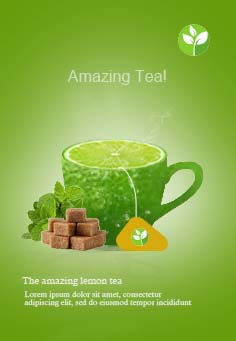 Amazing Tea!
The amazing lemon tea
Lorem ipsum dolor sit amet, consectetur
adipiscing elit, sed do eiusmod tempor incididunt